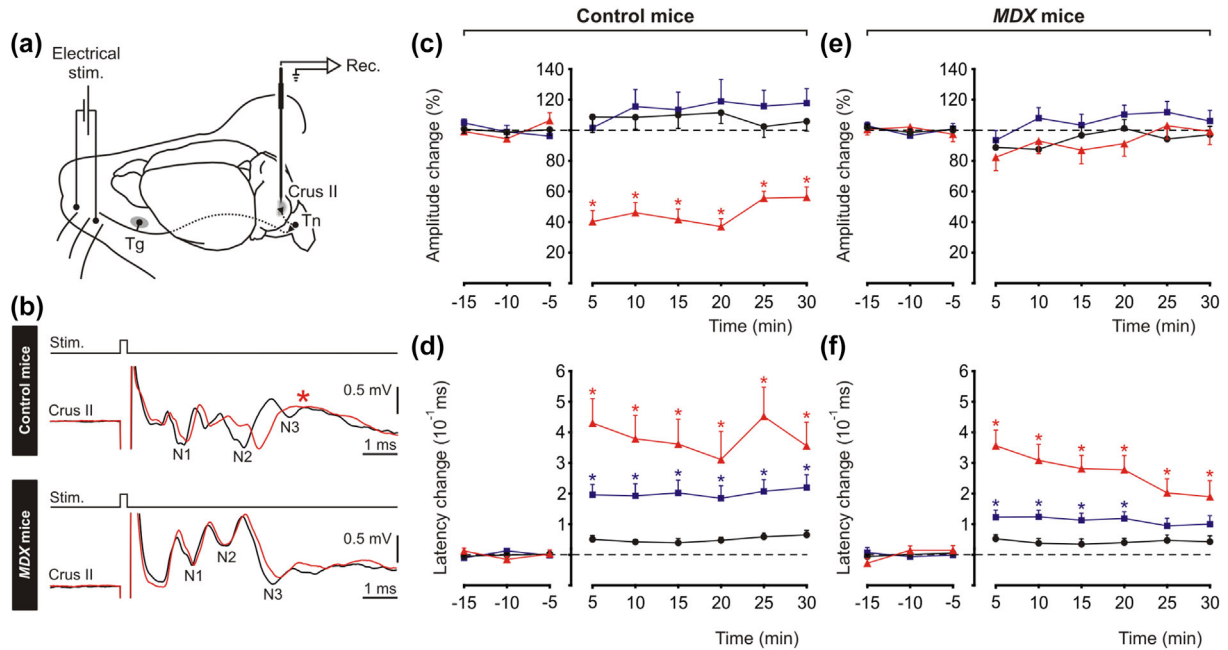 Control mice
MDX mice
(a)
Electrical
stim.
Rec.
Crus II
Tn
Tg
(b)
Control mice
Stim.
Crus II
N1
N2
N3
*
0.5 mV
1 ms
MDX mice
Stim.
Crus II
N1
N2
N3
0.5 mV
1 ms
(c)
Amplitude change (%)
140
120
100
80
60
40
20
* * * * * *
-15 -10 -5 5 10 15 20 25 30
Time (min)
(d)
Latency change (10⁻¹ ms)
6
5
4
3
2
1
* * * * * *
* * * * * *
-15 -10 -5 5 10 15 20 25 30
Time (min)
(e)
Amplitude change (%)
140
120
100
80
60
40
20
-15 -10 -5 5 10 15 20 25 30
Time (min)
(f)
Latency change (10⁻¹ ms)
6
5
4
3
2
1
* * * * * *
* * * *
-15 -10 -5 5 10 15 20 25 30
Time (min)